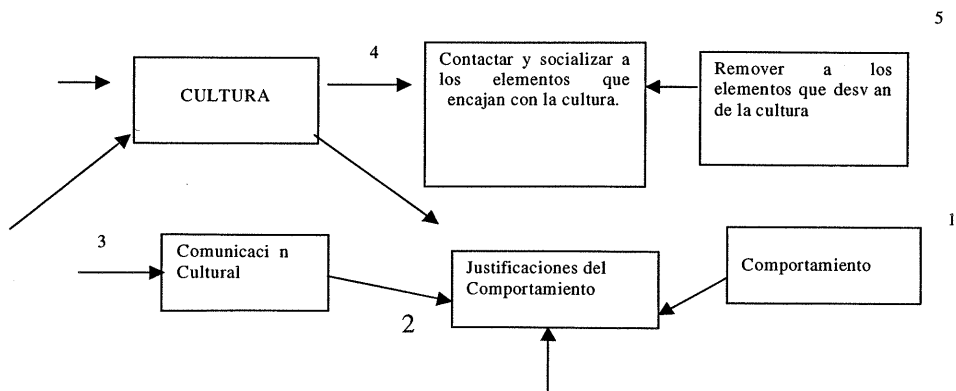 5
4
CULTURA
Contactar y socializar a
los elementos que
encajan con la cultura.
Remover a los
elementos que desv an
de la cultura
3
Comunicaci n
Cultural
2
Justificaciones del
Comportamiento
1
Comportamiento